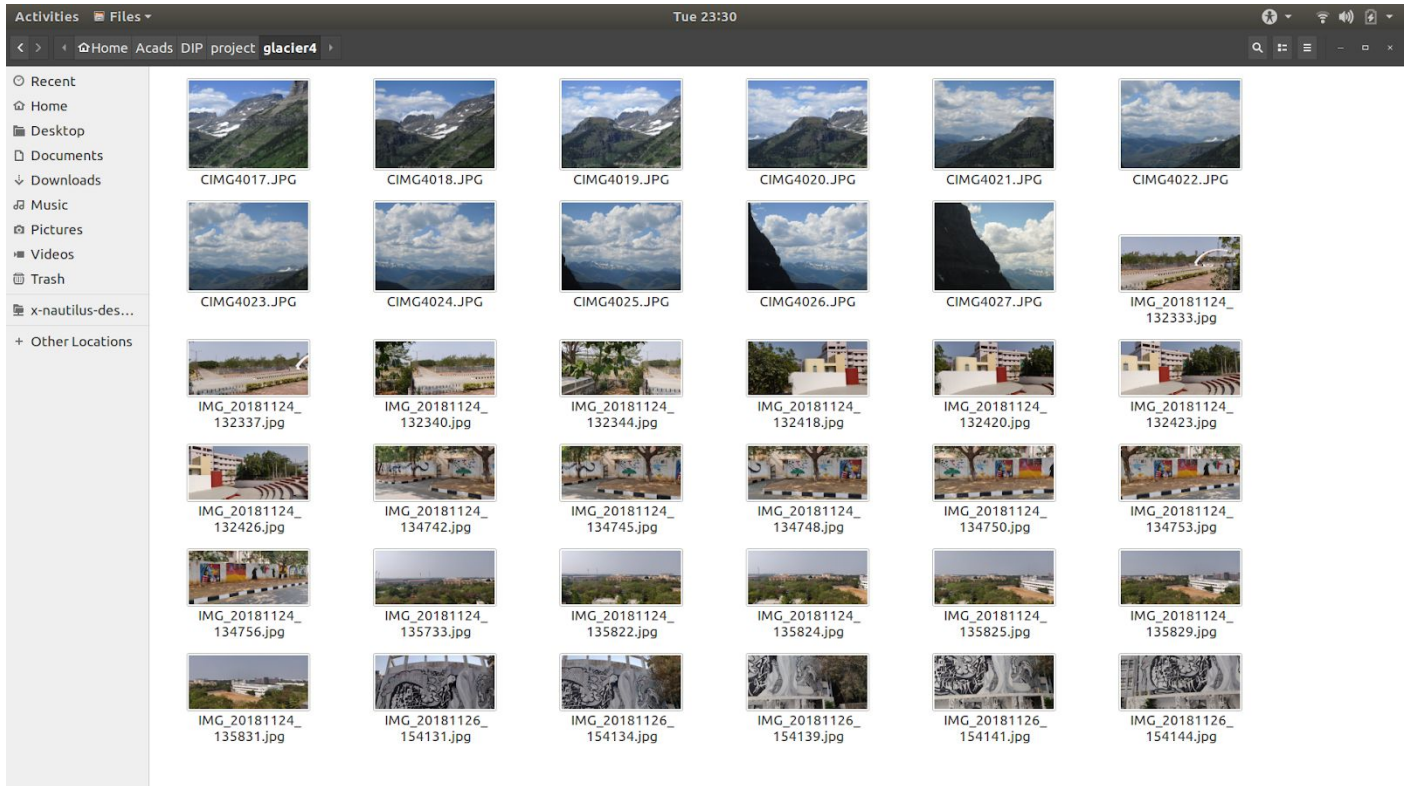 Activities Files Tue 23:30
Home Acads DIP project glacier4
Recent
Home
Desktop
Documents
Downloads
Music
Pictures
Videos
Trash
x-nautilus-des...
+ Other Locations
CIMG4017.JPG CIMG4018.JPG CIMG4019.JPG CIMG4020.JPG CIMG4021.JPG CIMG4022.JPG
CIMG4023.JPG CIMG4024.JPG CIMG4025.JPG CIMG4026.JPG CIMG4027.JPG IMG_20181124_
132333.jpg
IMG_20181124_ IMG_20181124_ IMG_20181124_ IMG_20181124_ IMG_20181124_ IMG_20181124_
132337.jpg 132340.jpg 132344.jpg 132418.jpg 132420.jpg 132423.jpg
IMG_20181124_ IMG_20181124_ IMG_20181124_ IMG_20181124_ IMG_20181124_ IMG_20181124_
132426.jpg 134742.jpg 134745.jpg 134748.jpg 134750.jpg 134753.jpg
IMG_20181124_ IMG_20181124_ IMG_20181124_ IMG_20181124_ IMG_20181124_ IMG_20181124_
134756.jpg 135733.jpg 135822.jpg 135824.jpg 135825.jpg 135829.jpg
IMG_20181124_ IMG_20181126_ IMG_20181126_ IMG_20181126_ IMG_20181126_ IMG_20181126_
135831.jpg 154131.jpg 154134.jpg 154139.jpg 154141.jpg 154144.jpg